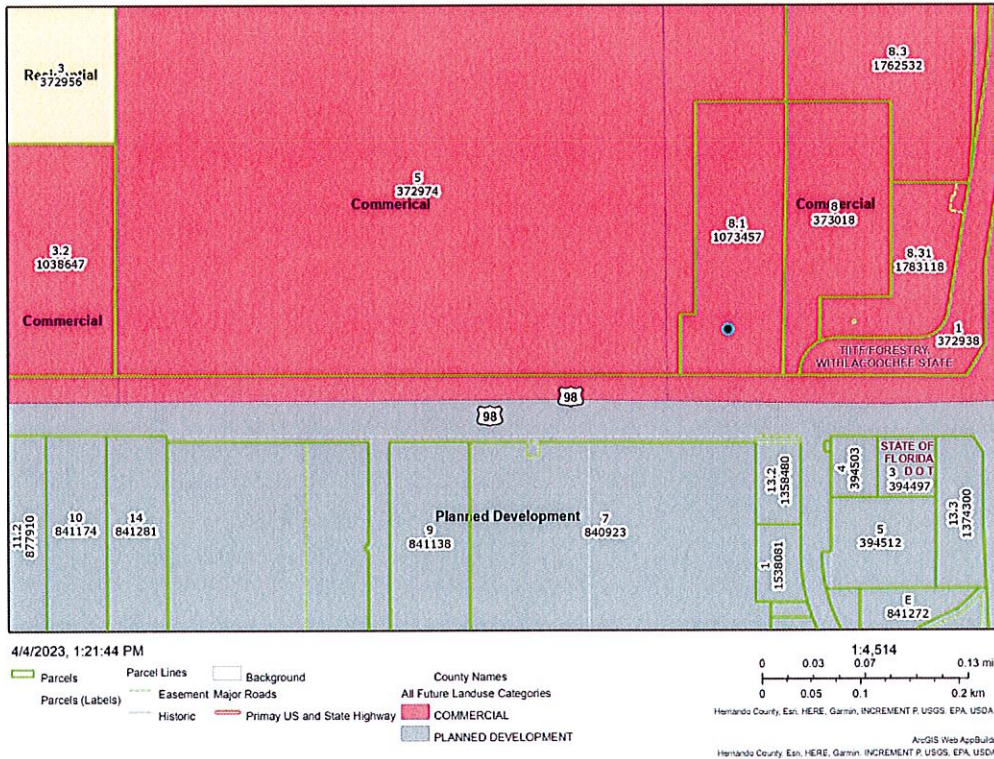 3
Residential
372956
8.3
1762532
5
372974
Commerical
8
Commercial
373018
8.1
1073457
3.2
1038647
8.31
1783118
Commercial
1
372938
TIITF/FORESTRY,
WITHLACOOCHEE STATE
98
98
11.2
877910
10
841174
14
841281
9
841138
Planned Development
7
840923
13.2
1358480
1
1538081
4
394503
STATE OF
FLORIDA
D O T
3
394497
5
394512
13.3
1374300
E
841272
4/4/2023, 1:21:44 PM
Parcels
Parcels (Labels)
Parcel Lines
Easement
Historic
Background
Major Roads
Primay US and State Highway
County Names
All Future Landuse Categories
COMMERCIAL
PLANNED DEVELOPMENT
1:4,514
0 0.03 0.07 0.13 mi
0 0.05 0.1 0.2 km
Hernando County, Esri, HERE, Garmin, INCREMENT P, USGS, EPA, USDA
ArcGIS Web AppBuilde
Hernando County, Esri, HERE, Garmin, INCREMENT P, USGS, EPA, USDA